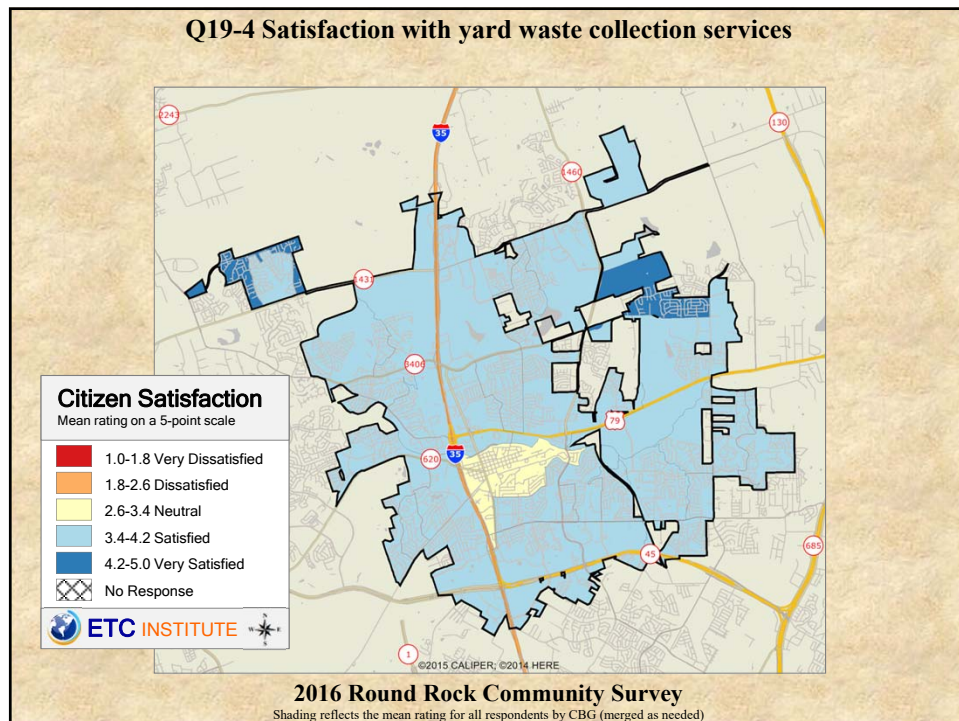 Q19-4 Satisfaction with yard waste collection services
2243
35
130
1460
1431
3406
79
620
35
45
685
1
Citizen Satisfaction
Mean rating on a 5-point scale
1.0-1.8 Very Dissatisfied
1.8-2.6 Dissatisfied
2.6-3.4 Neutral
3.4-4.2 Satisfied
4.2-5.0 Very Satisfied
No Response
ETC INSTITUTE
©2015 CALIPER; ©2014 HERE
2016 Round Rock Community Survey
Shading reflects the mean rating for all respondents by CBG (merged as needed)